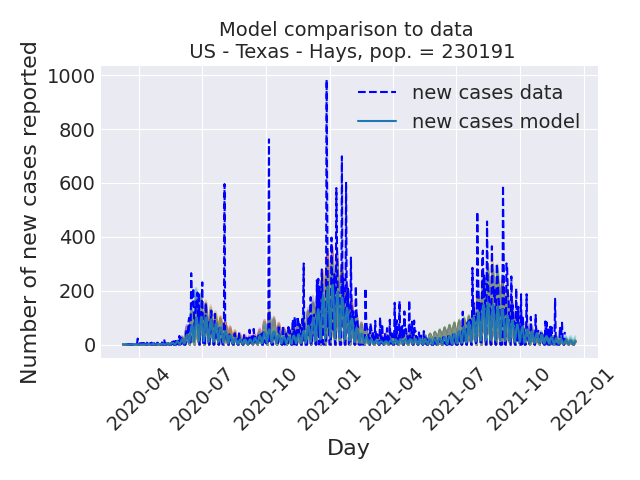 Model comparison to data
US - Texas - Hays, pop. = 230191
Number of new cases reported
1000
800
600
400
200
0
new cases data
new cases model
2020-04
2020-07
2020-10
2021-01
2021-04
2021-07
2021-10
2022-01
Day